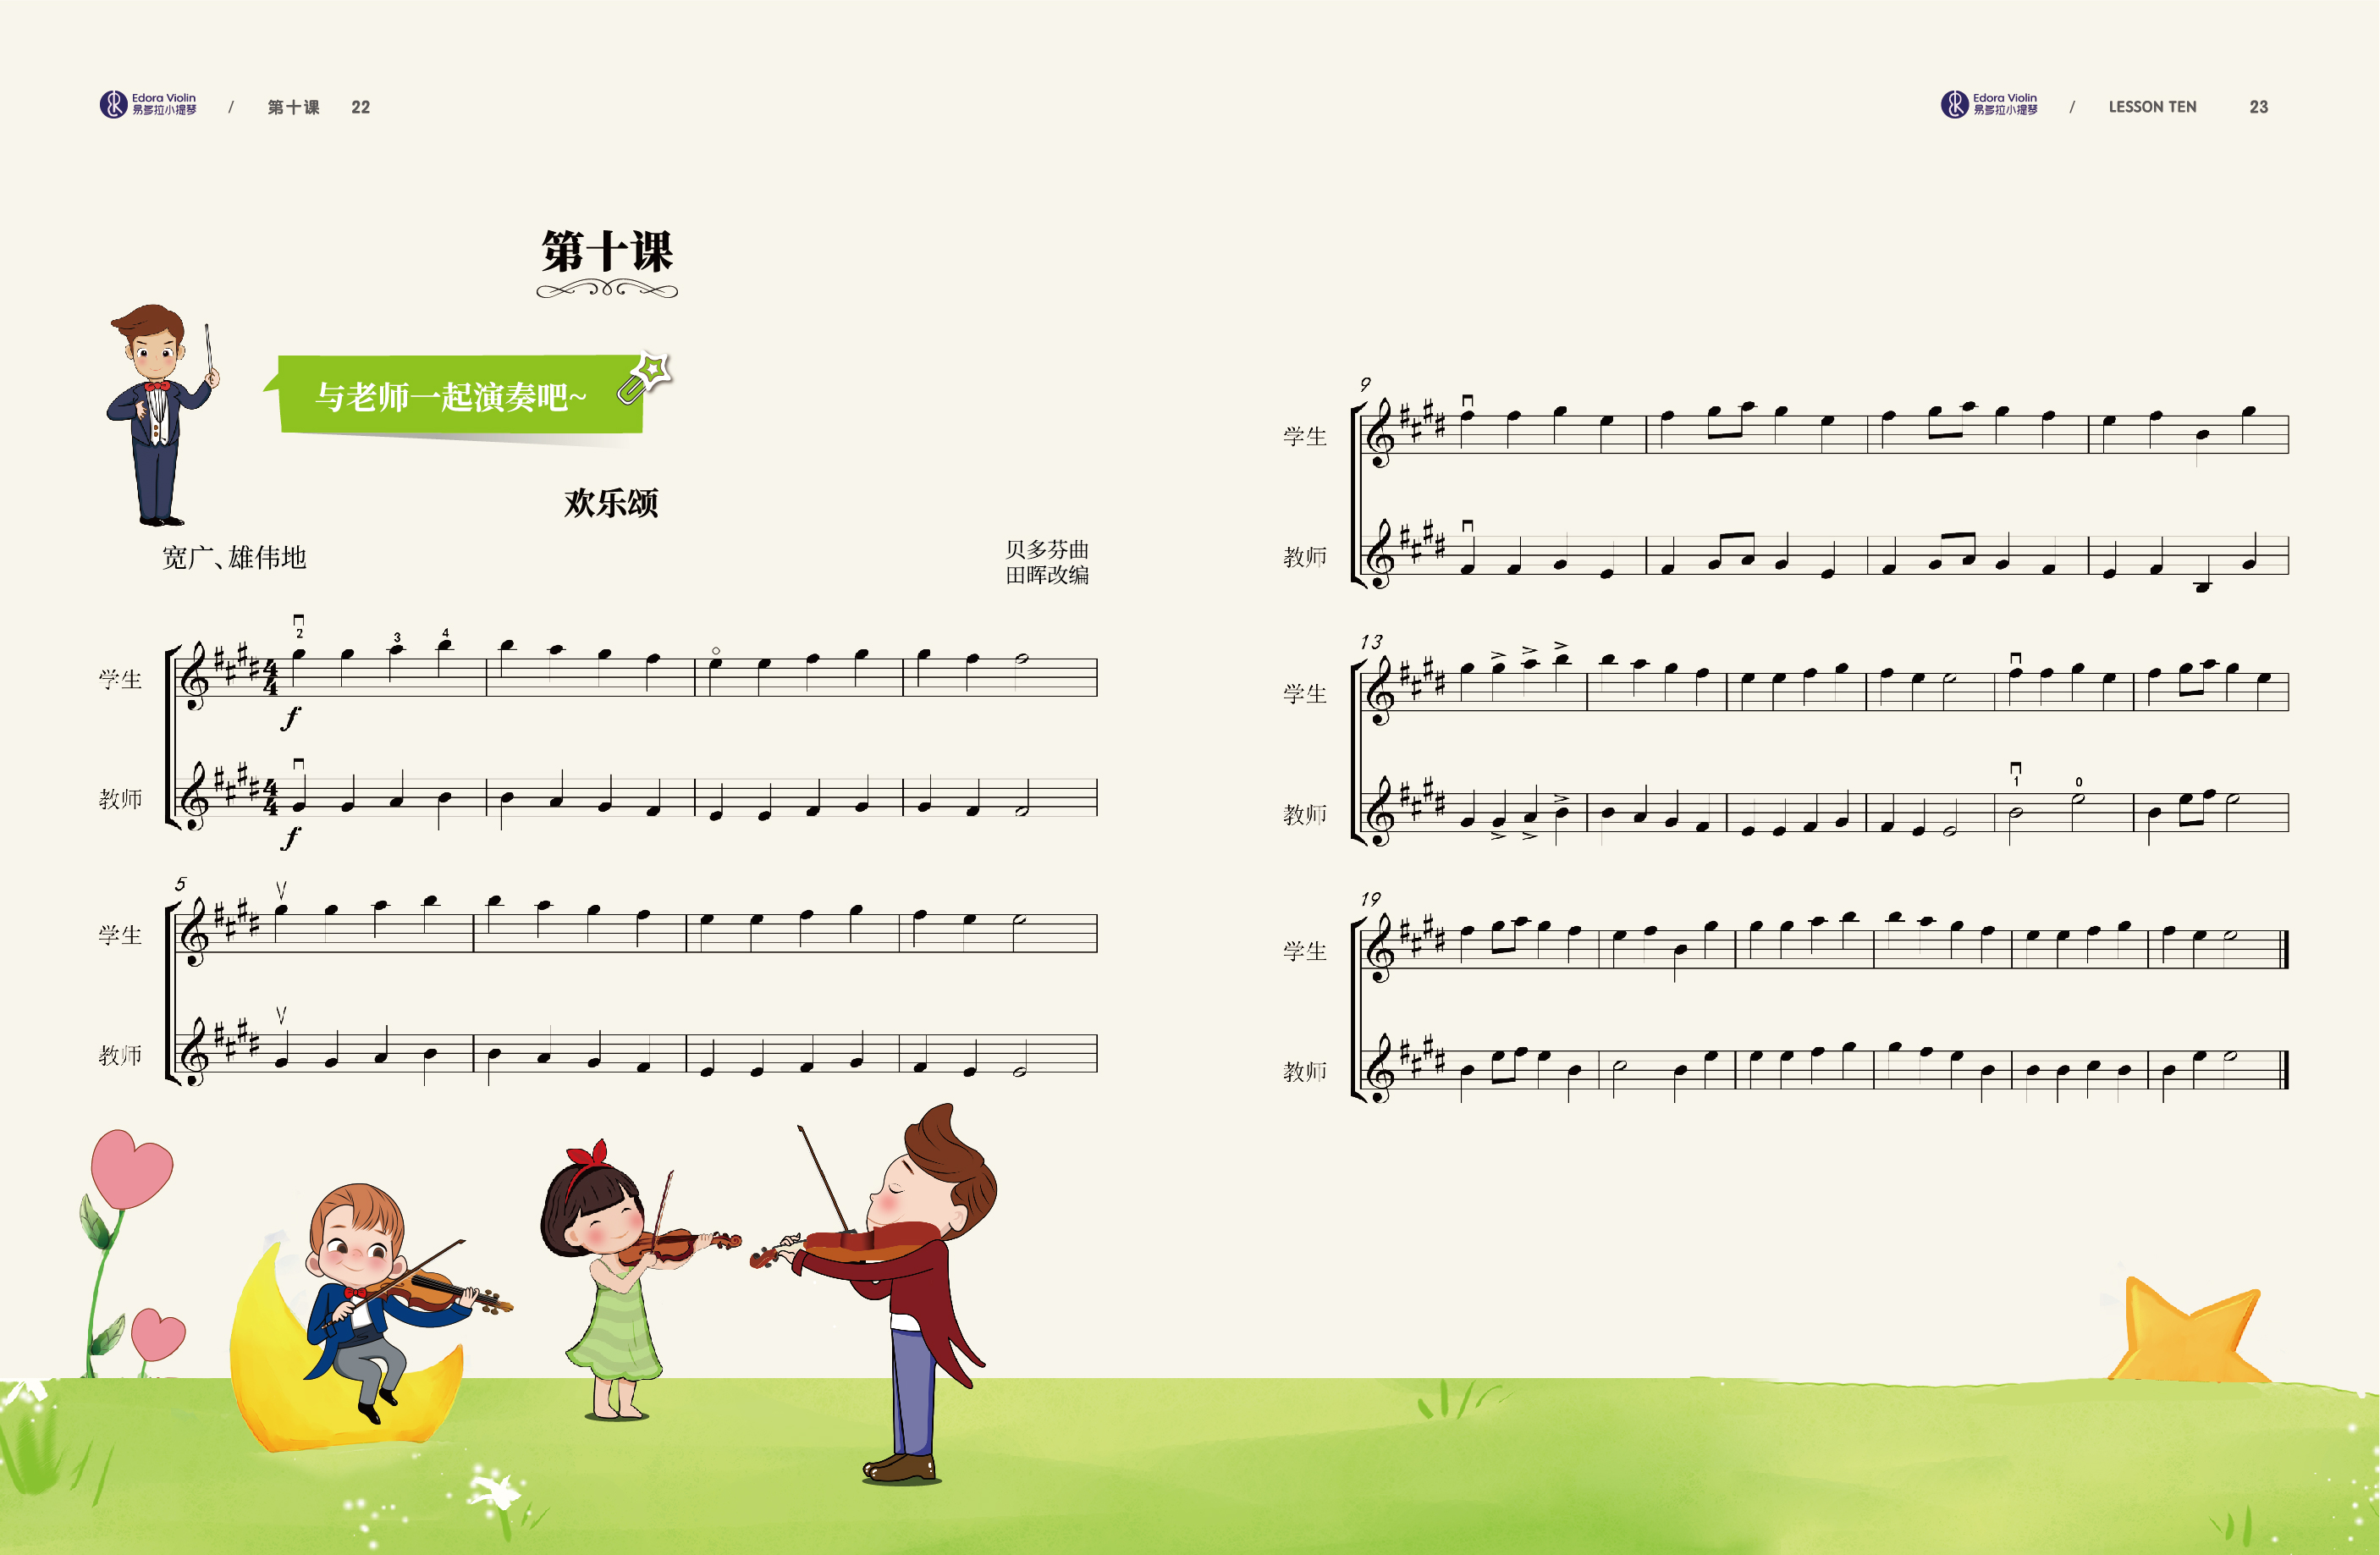 Edora Violin
易多拉小提琴
/ 第十课 22
第十课
与老师一起演奏吧~
欢乐颂
宽广、雄伟地
贝多芬曲
田晖改编
2 3 4
学生
4
4
f
教师
4
4
f
5
学生
教师
Edora Violin
易多拉小提琴
/ LESSON TEN 23
9
学生
教师
13
学生
1 0
教师
19
学生
教师